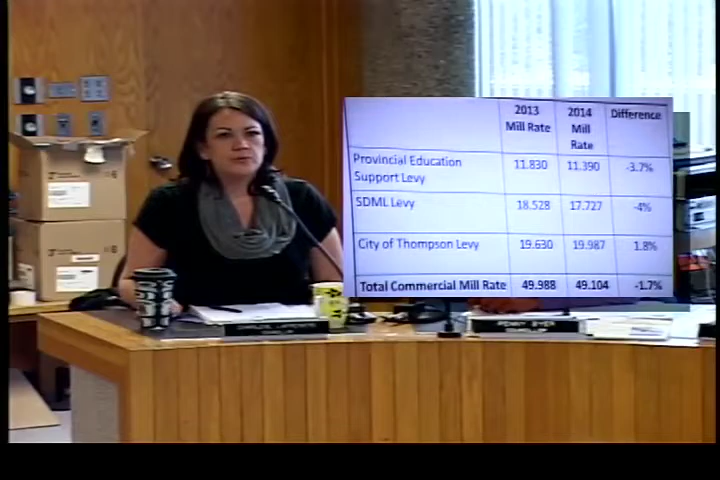 2013 Mill Rate
2014 Mill Rate
Difference
Provincial Education Support Levy 11.830 11.390 -3.7%
SDML Levy 18.528 17.727 -4%
City of Thompson Levy 19.630 19.987 1.8%
Total Commercial Mill Rate 49.988 49.104 -1.7%
PENNY BYER